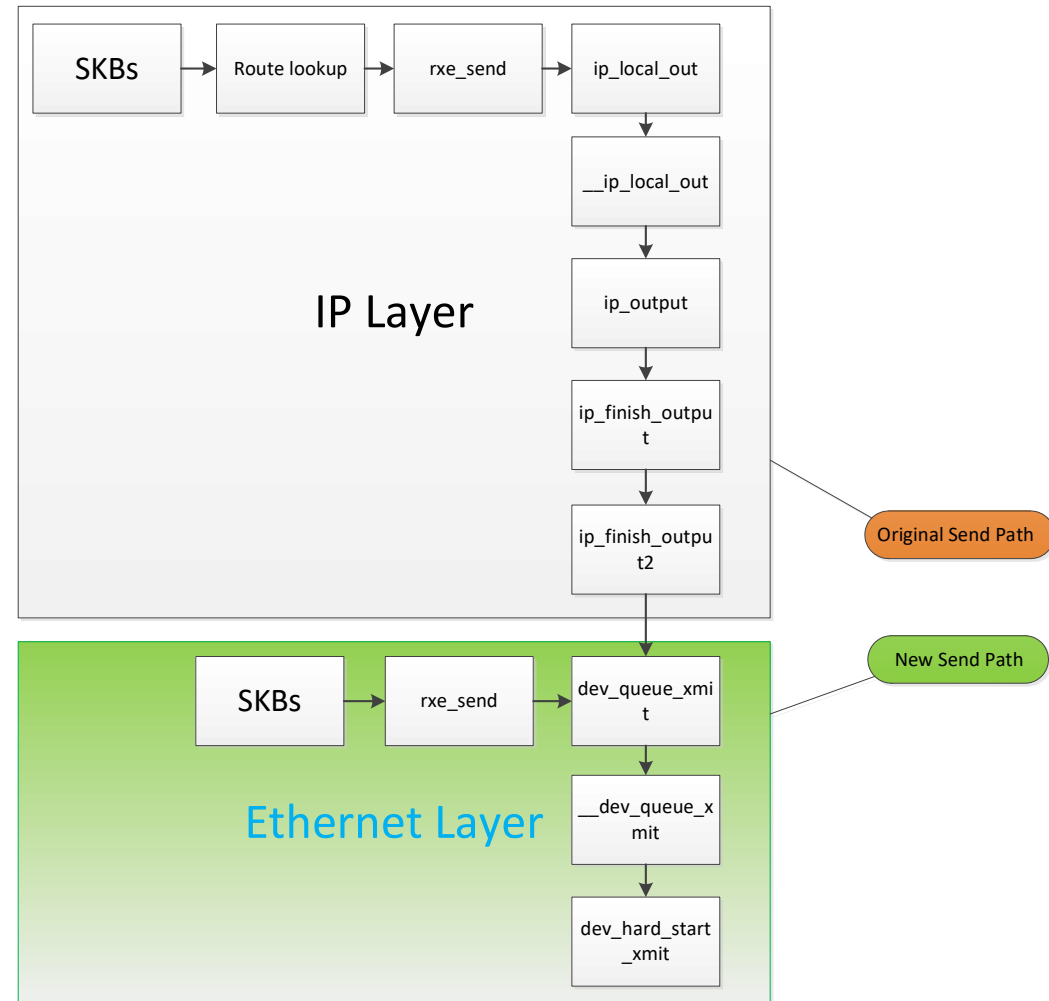 SKBs
Route lookup
rxe_send
ip_local_out
__ip_local_out
IP Layer
ip_output
ip_finish_outpu
t
ip_finish_outpu
t2
Original Send Path
New Send Path
SKBs
rxe_send
dev_queue_xmi
t
Ethernet Layer
__dev_queue_x
mit
dev_hard_start
_xmit